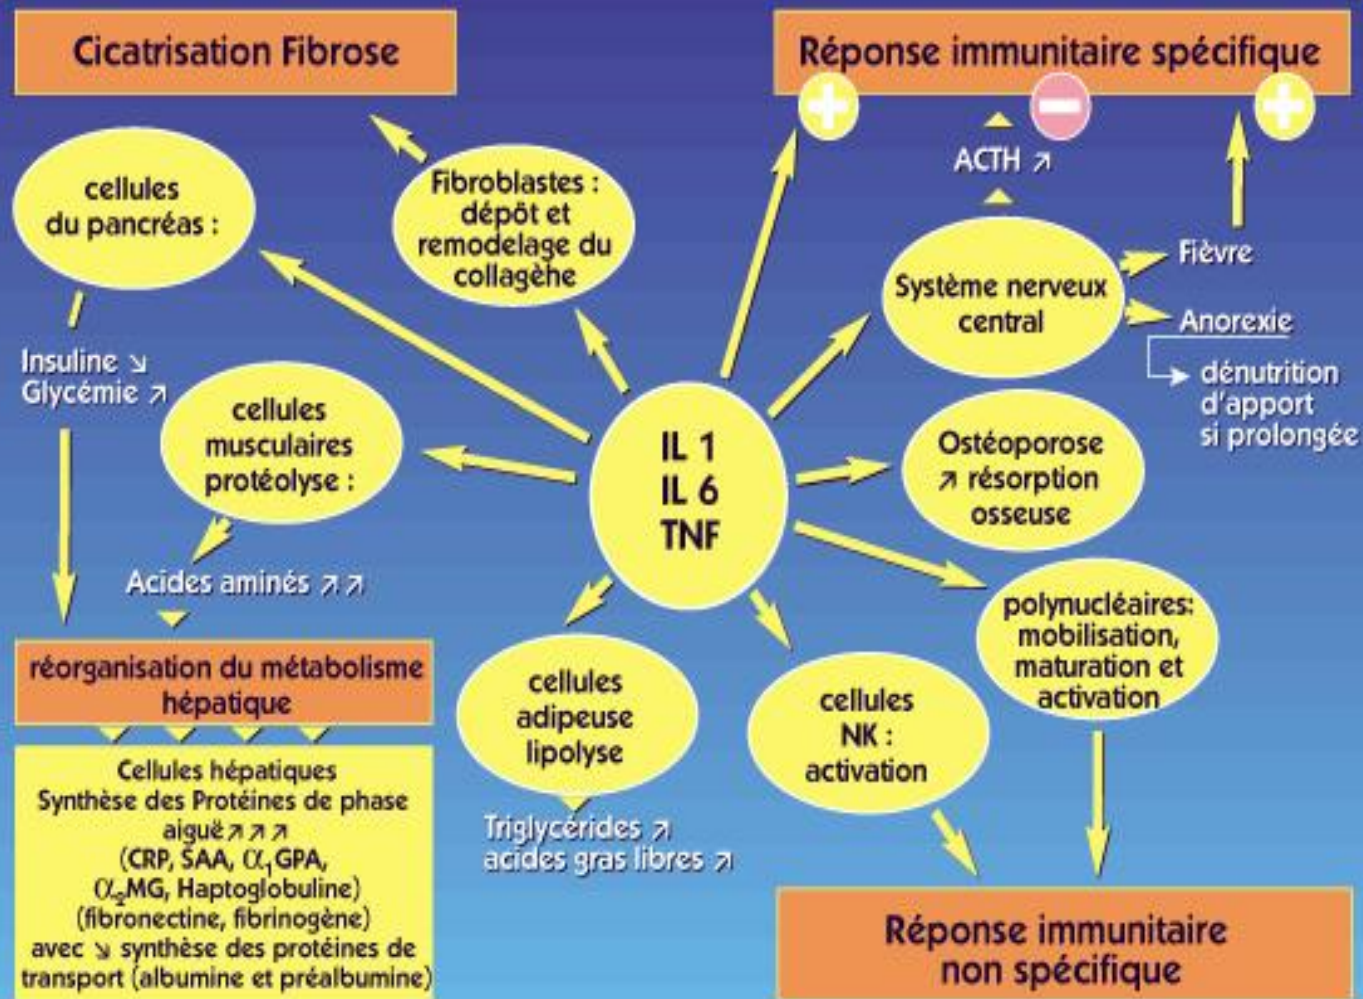 Cicatrisation Fibrose
Réponse immunitaire spécifique
+
−
+
ACTH ↗
cellules
du pancréas :
Fibroblastes :
dépôt et
remodelage du
collagèhe
Système nerveux
central
Fièvre
Anorexie
dénutrition
d'apport
si prolongée
Insuline ↘
Glycémie ↗
cellules
musculaires
protéolyse :
IL 1
IL 6
TNF
Ostéoporose
↗ résorption
osseuse
Acides aminés ↗↗
polynucléaires:
mobilisation,
maturation et
activation
réorganisation du métabolisme
hépatique
cellules
adipeuse
lipolyse
cellules
NK :
activation
Cellules hépatiques
Synthèse des Protéines de phase
aiguë↗↗↗
(CRP, SAA, α₁GPA,
α₂MG, Haptoglobuline)
(fibronectine, fibrinogène)
avec ↘ synthèse des protéines de
transport (albumine et préalbumine)
Triglycérides ↗
acides gras libres ↗
Réponse immunitaire
non spécifique